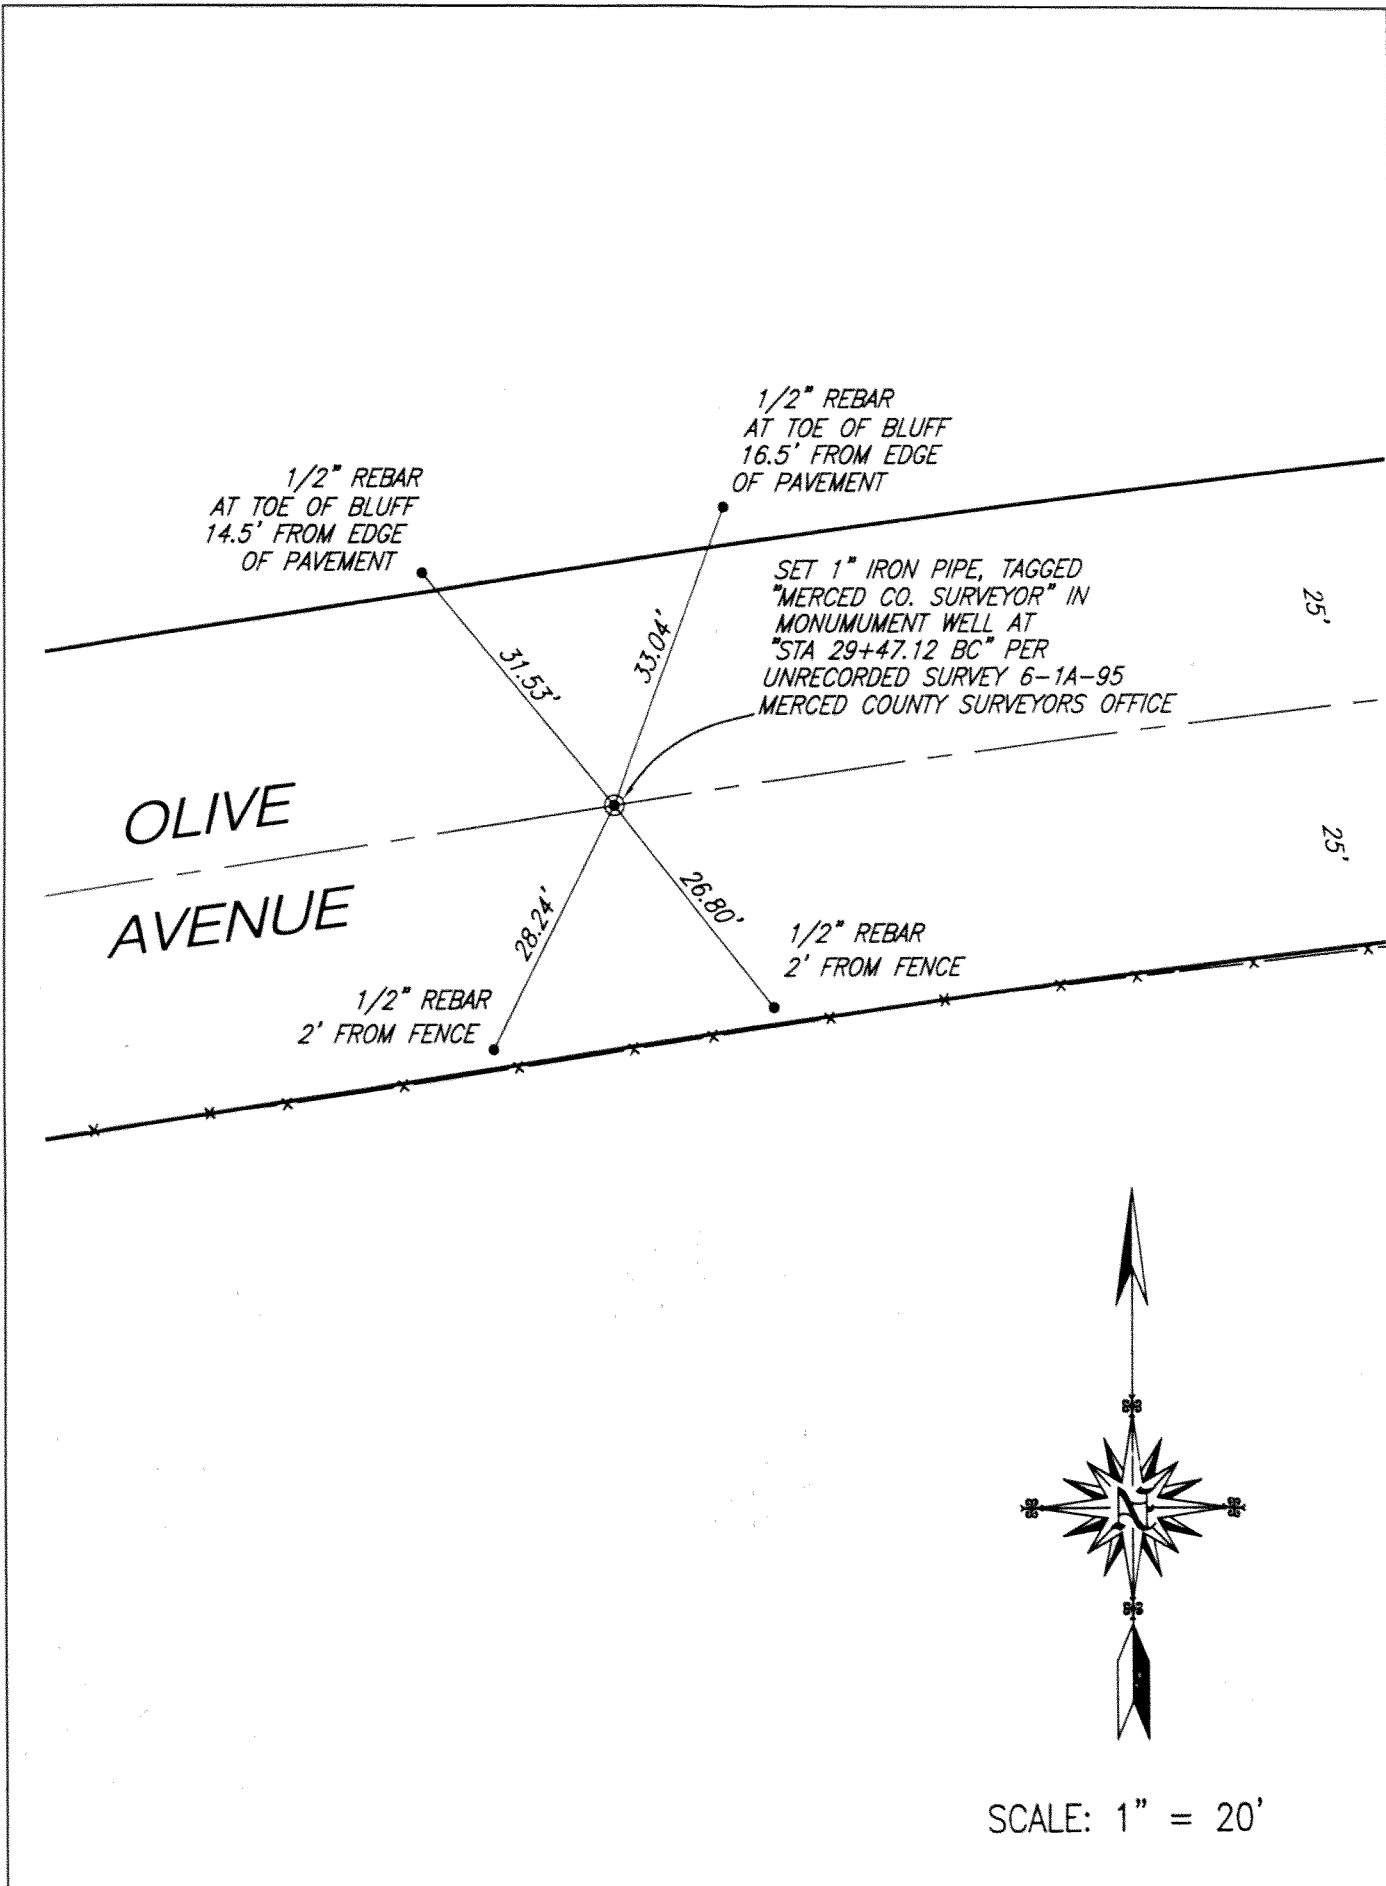 1/2" REBAR
AT TOE OF BLUFF
16.5' FROM EDGE
OF PAVEMENT
1/2" REBAR
AT TOE OF BLUFF
14.5' FROM EDGE
OF PAVEMENT
SET 1" IRON PIPE, TAGGED
"MERCED CO. SURVEYOR" IN
MONUMUMENT WELL AT
"STA 29+47.12 BC" PER
UNRECORDED SURVEY 6-1A-95
MERCED COUNTY SURVEYORS OFFICE
25'
31.53'
33.04'
OLIVE
AVENUE
25'
28.24'
26.80'
1/2" REBAR
2' FROM FENCE
1/2" REBAR
2' FROM FENCE
N
SCALE: 1" = 20'